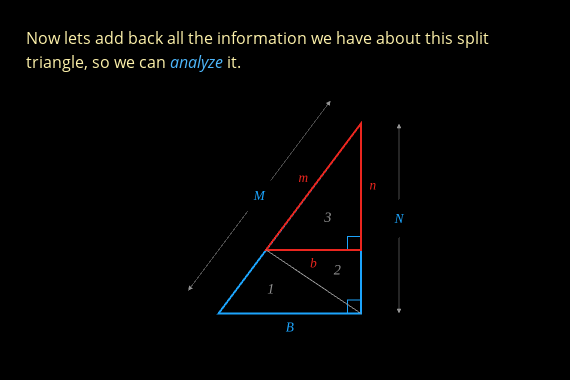 Now lets add back all the information we have about this split
triangle, so we can analyze it.
m
n
M
3
N
b
2
1
B